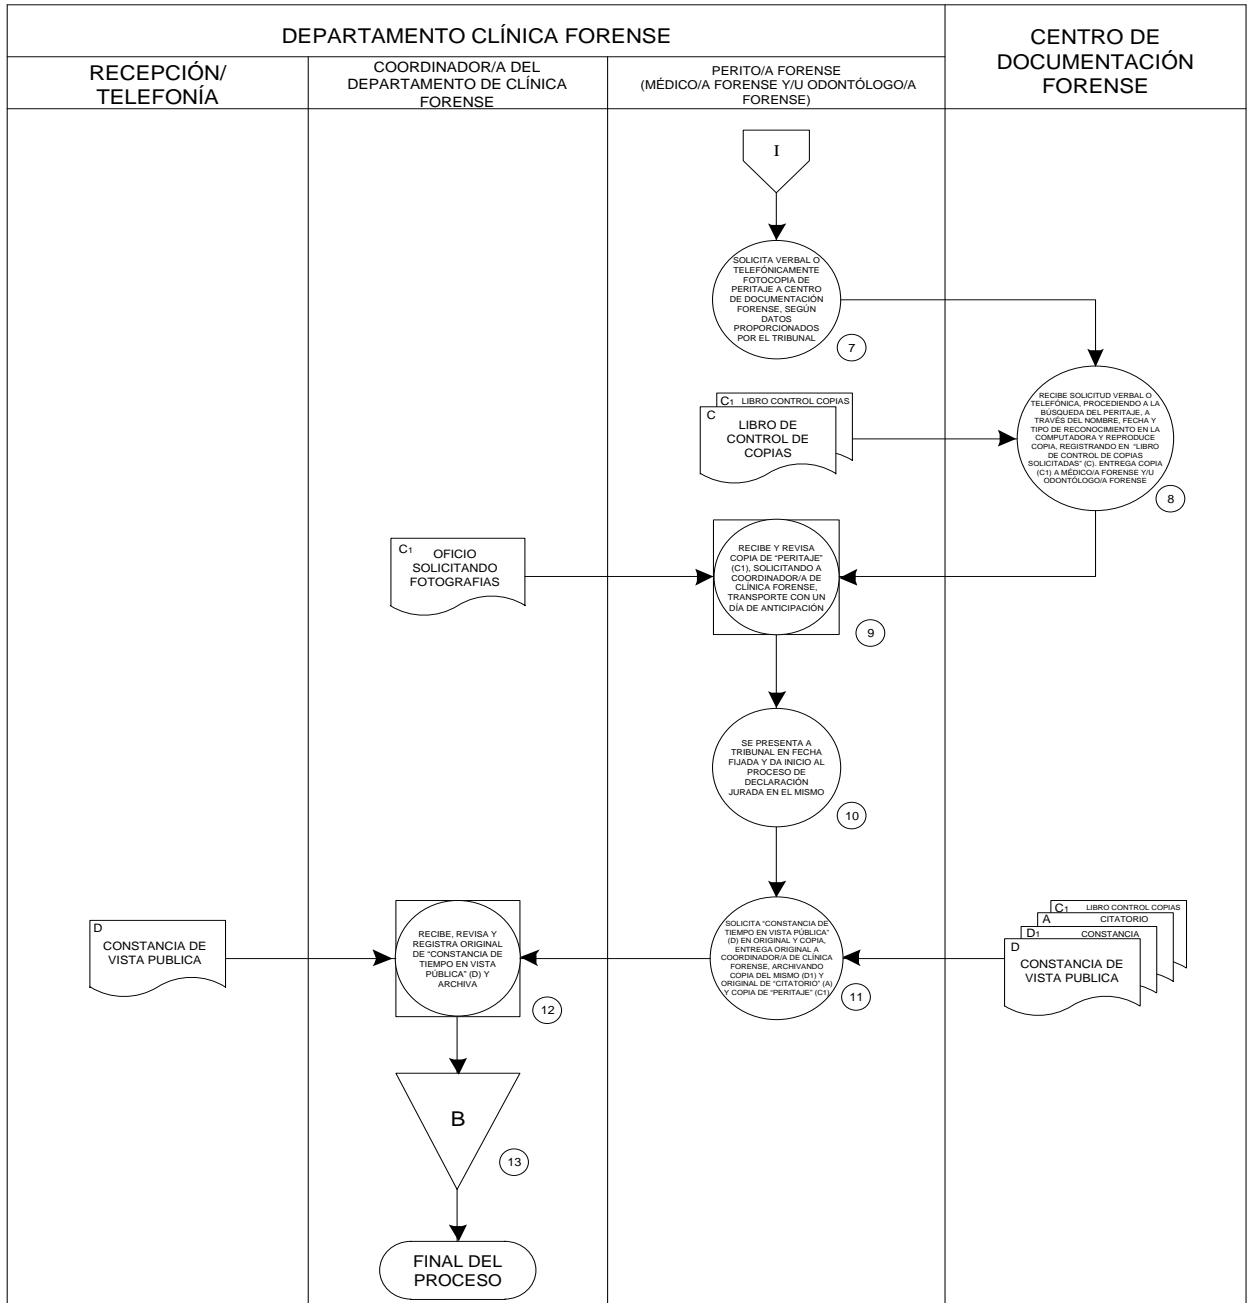 DEPARTAMENTO CLÍNICA FORENSE
CENTRO DE
DOCUMENTACIÓN
FORENSE
RECEPCIÓN/
TELEFONÍA
COORDINADOR/A DEL
DEPARTAMENTO DE CLÍNICA
FORENSE
PERITO/A FORENSE
(MÉDICO/A FORENSE Y/U ODONTÓLOGO/A
FORENSE)
I
SOLICITA VERBAL O
TELEFÓNICAMENTE
FOTOCOPIA DE
PERITAJE A CENTRO
DE DOCUMENTACIÓN
FORENSE, SEGÚN
DATOS
PROPORCIONADOS
POR EL TRIBUNAL
7
RECIBE SOLICITUD VERBAL O
TELEFÓNICA, PROCEDIENDO A LA
BÚSQUEDA DEL PERITAJE, A
TRAVÉS DEL NOMBRE, FECHA Y
TIPO DE RECONOCIMIENTO EN LA
COMPUTADORA Y REPRODUCE
COPIA, REGISTRANDO EN "LIBRO
DE CONTROL DE COPIAS
SOLICITADAS" (C). ENTREGA COPIA
(C1) A MÉDICO/A FORENSE Y/U
ODONTÓLOGO/A FORENSE
8
C1 LIBRO CONTROL COPIAS
C
LIBRO DE
CONTROL DE
COPIAS
C1 OFICIO
SOLICITANDO
FOTOGRAFIAS
RECIBE Y REVISA
COPIA DE "PERITAJE"
(C1), SOLICITANDO A
COORDINADOR/A DE
CLÍNICA FORENSE,
TRANSPORTE CON UN
DÍA DE ANTICIPACIÓN
9
SE PRESENTA A
TRIBUNAL EN FECHA
FIJADA Y DA INICIO AL
PROCESO DE
DECLARACIÓN
JURADA EN EL MISMO
10
D
CONSTANCIA DE
VISTA PUBLICA
RECIBE, REVISA Y
REGISTRA ORIGINAL
DE "CONSTANCIA DE
TIEMPO EN VISTA
PÚBLICA" (D) Y
ARCHIVA
12
SOLICITA "CONSTANCIA DE
TIEMPO EN VISTA PÚBLICA"
(D) EN ORIGINAL Y COPIA,
ENTREGA ORIGINAL A
COORDINADOR/A DE CLÍNICA
FORENSE, ARCHIVANDO
COPIA DEL MISMO (D1) Y
ORIGINAL DE "CITATORIO" (A)
Y COPIA DE "PERITAJE" (C1)
11
C1 LIBRO CONTROL COPIAS
A CITATORIO
D1 CONSTANCIA
D
CONSTANCIA DE
VISTA PUBLICA
B
13
FINAL DEL
PROCESO